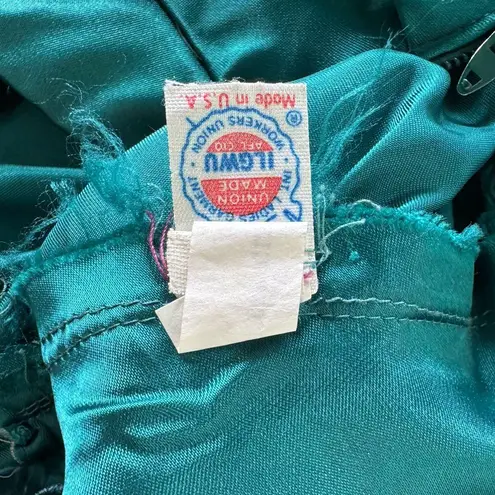 Made in U.S.A
®
INT'L LADIES GARMENT WORKERS UNION
AFL CIO
ILGWU
UNION
MADE